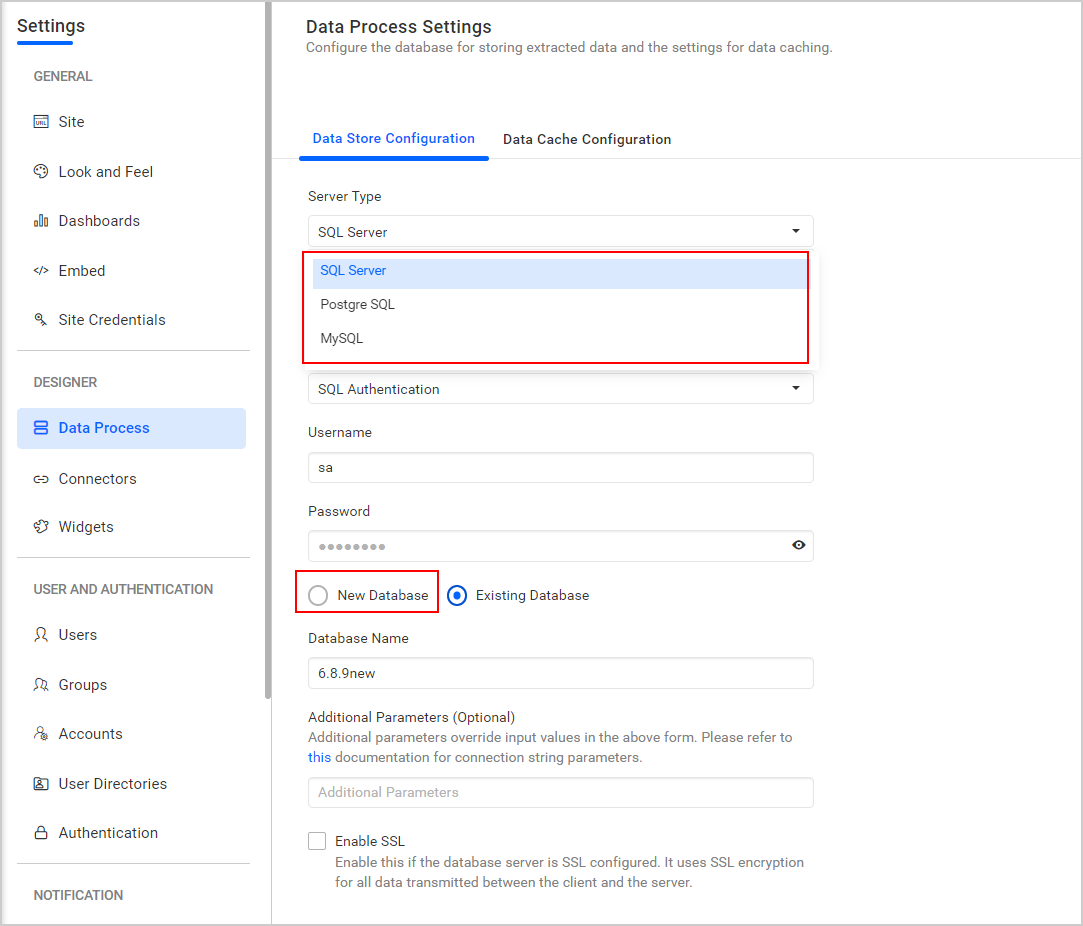 Settings
GENERAL
Site
Look and Feel
Dashboards
Embed
Site Credentials
DESIGNER
Data Process
Connectors
Widgets
USER AND AUTHENTICATION
Users
Groups
Accounts
User Directories
Authentication
NOTIFICATION
Data Process Settings
Configure the database for storing extracted data and the settings for data caching.
Data Store Configuration
Data Cache Configuration
Server Type
SQL Server
SQL Server
Postgre SQL
MySQL
SQL Authentication
Username
sa
Password
New Database
Existing Database
Database Name
6.8.9new
Additional Parameters (Optional)
Additional parameters override input values in the above form. Please refer to
this documentation for connection string parameters.
Additional Parameters
Enable SSL
Enable this if the database server is SSL configured. It uses SSL encryption
for all data transmitted between the client and the server.